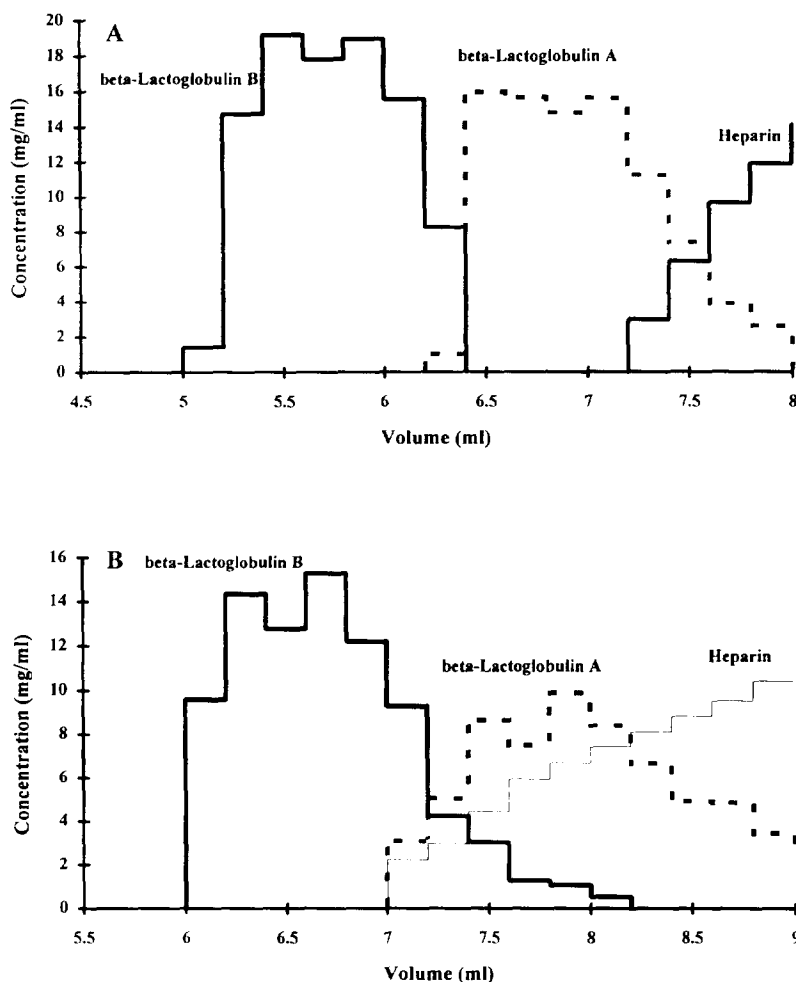 A
beta-Lactoglobulin B
beta-Lactoglobulin A
Heparin
Concentration (mg/ml)
20
18
16
14
12
10
8
6
4
2
0
4.5 5 5.5 6 6.5 7 7.5 8
Volume (ml)
B
beta-Lactoglobulin B
beta-Lactoglobulin A
Heparin
Concentration (mg/ml)
16
14
12
10
8
6
4
2
0
5.5 6 6.5 7 7.5 8 8.5 9
Volume (ml)